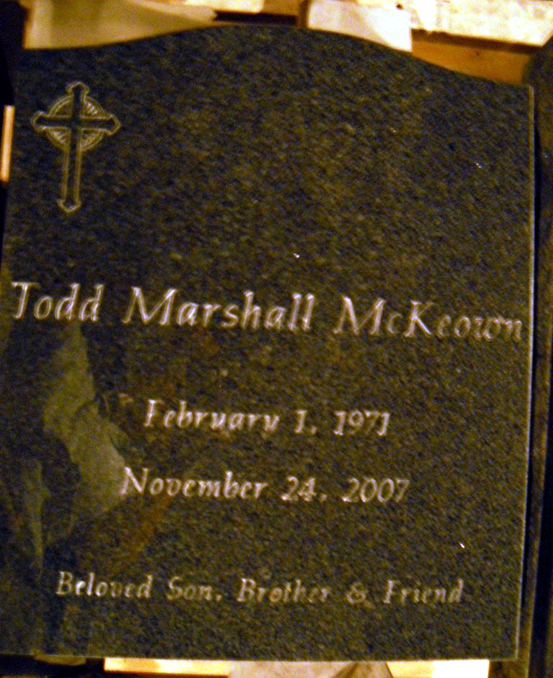 Todd Marshall McKeown
February 1, 1971
November 24, 2007
Beloved Son, Brother & Friend